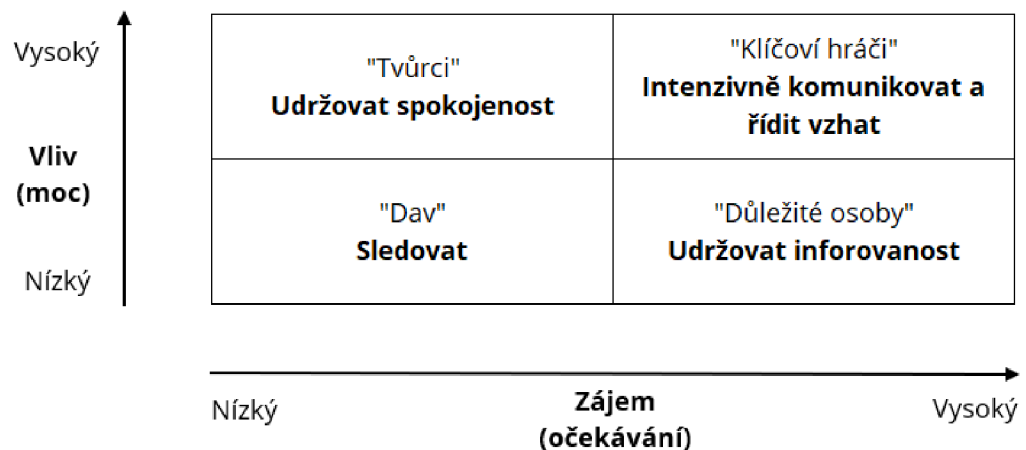 Vysoký
"Tvůrci"
Udržovat spokojenost
"Klíčoví hráči"
Intenzivně komunikovat a
řídit vzhat
Vliv
(moc)
"Dav"
Sledovat
"Důležité osoby"
Udržovat inforovanost
Nízký
Nízký
Zájem
(očekávání)
Vysoký